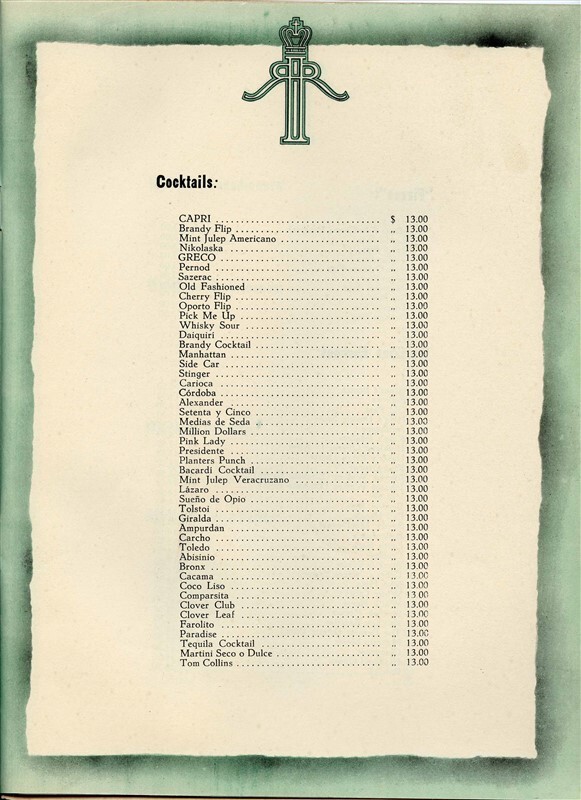 Cocktails:
CAPRI ........................................ $ 13.00
Brandy Flip ........................................ ,, 13.00
Mint Julep Americano ........................................ ,, 13.00
Nikolaska ........................................ ,, 13.00
GRECO ........................................ ,, 13.00
Pernod ........................................ ,, 13.00
Sazerac ........................................ ,, 13.00
Old Fashioned ........................................ ,, 13.00
Cherry Flip ........................................ ,, 13.00
Oporto Flip ........................................ ,, 13.00
Pick Me Up ........................................ ,, 13.00
Whisky Sour ........................................ ,, 13.00
Daiquirí ........................................ ,, 13.00
Brandy Cocktail ........................................ ,, 13.00
Manhattan ........................................ ,, 13.00
Side Car ........................................ ,, 13.00
Stinger ........................................ ,, 13.00
Carioca ........................................ ,, 13.00
Córdoba ........................................ ,, 13.00
Alexander ........................................ ,, 13.00
Setenta y Cinco ........................................ ,, 13.00
Medias de Seda ........................................ ,, 13.00
Million Dollars ........................................ ,, 13.00
Pink Lady ........................................ ,, 13.00
Presidente ........................................ ,, 13.00
Planters Punch ........................................ ,, 13.00
Bacardi Cocktail ........................................ ,, 13.00
Mint Julep Veracruzano ........................................ ,, 13.00
Lázaro ........................................ ,, 13.00
Sueño de Opio ........................................ ,, 13.00
Tolstoi ........................................ ,, 13.00
Giralda ........................................ ,, 13.00
Ampurdan ........................................ ,, 13.00
Carcho ........................................ ,, 13.00
Toledo ........................................ ,, 13.00
Abisinio ........................................ ,, 13.00
Bronx ........................................ ,, 13.00
Cacama ........................................ ,, 13.00
Coco Liso ........................................ ,, 13.00
Comparsita ........................................ ,, 13.00
Clover Club ........................................ ,, 13.00
Clover Leaf ........................................ ,, 13.00
Farolito ........................................ ,, 13.00
Paradise ........................................ ,, 13.00
Tequila Cocktail ........................................ ,, 13.00
Martini Seco o Dulce ........................................ ,, 13.00
Tom Collins ........................................ ,, 13.00